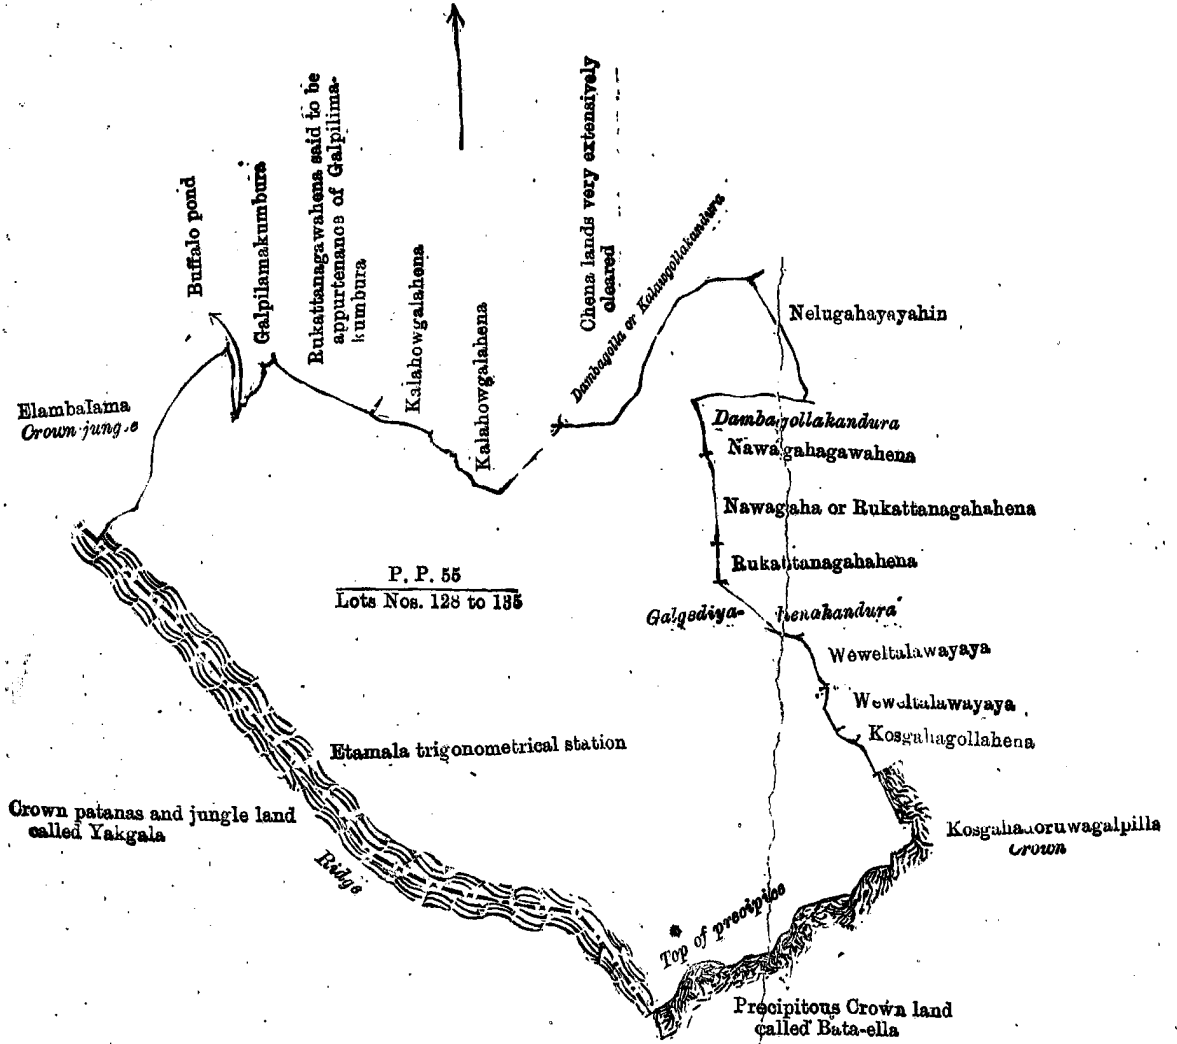 Buffalo pond
Galpilamakumbura
Rukattanagawahena said to be
appurtenance of Galpilima-
kumbura
Kalahowgalahena
Kalahowgalahena
Chena lands very extensively
cleared
Dambagolla or Kalawgollakandura
Nelugahayayahin
Elambalama
Crown jungle
Dambagollakandura
Nawagahagawahena
Nawagaha or Rukattanagahahena
Rukattanagahahena
P. P. 55
Lots Nos. 128 to 135
Galgediya- henakandura
Weweltalawayaya
Weweltalawayaya
Kosgahagollahena
Etamala trigonometrical station
Crown patanas and jungle land
called Yakgala
Ridge
Crown
Top of precipice
Precipitous Crown land
called Bata-ella